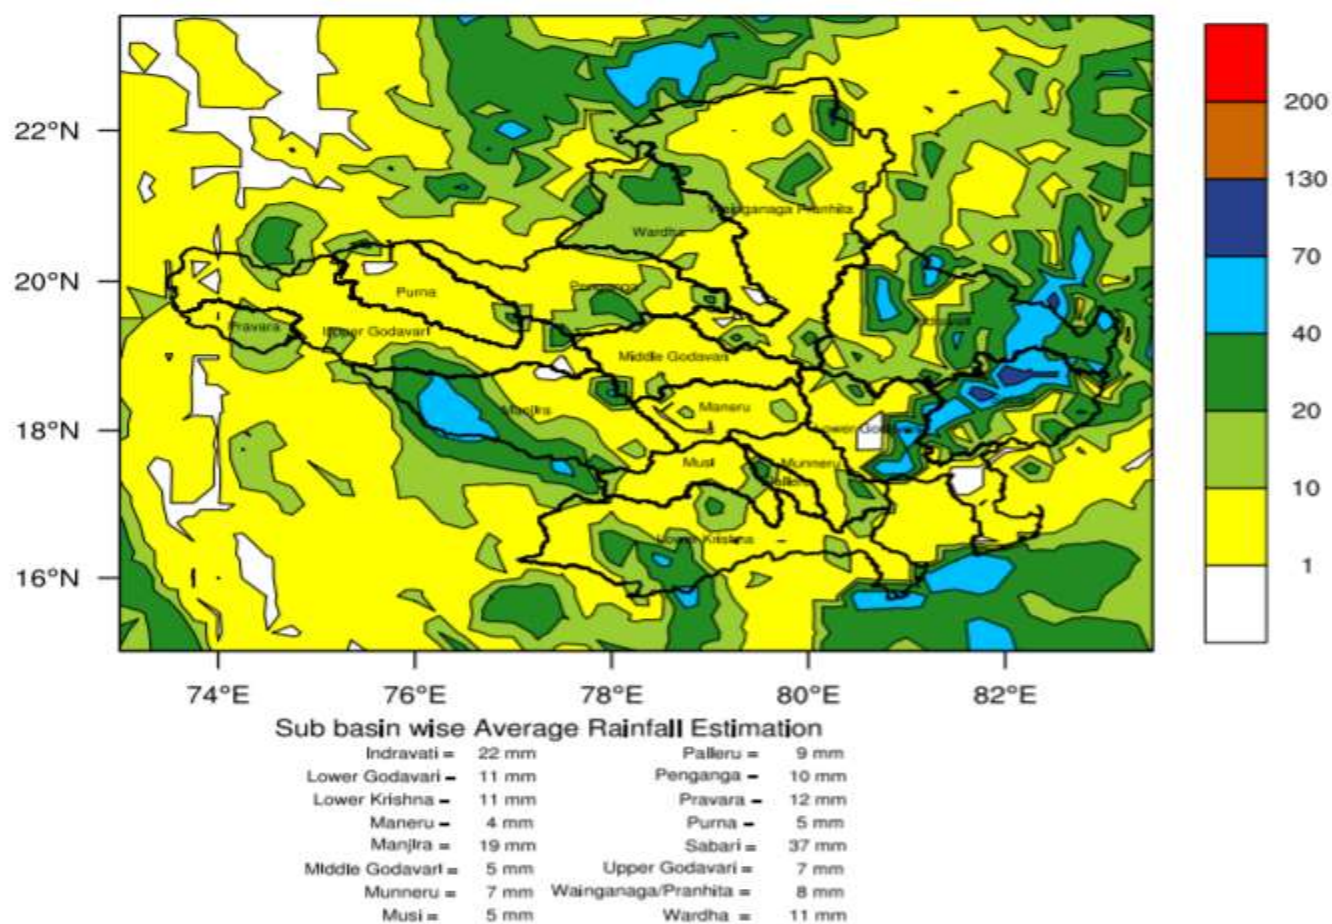 22°N
20°N
18°N
16°N
74°E 76°E 78°E 80°E 82°E
200
130
70
40
20
10
1
Wainganaga Pranhita
Wardha
Purna
Pravara
Upper Godavari
Middle Godavari
Manjira
Maneru
Musi
Munneru
Lower Krishna
Sub basin wise Average Rainfall Estimation
Indravati = 22 mm Palleru = 9 mm
Lower Godavari = 11 mm Penganga = 10 mm
Lower Krishna = 11 mm Pravara = 12 mm
Maneru = 4 mm Purna = 5 mm
Manjira = 19 mm Sabari = 37 mm
Middle Godavari = 5 mm Upper Godavari = 7 mm
Munneru = 7 mm Wainganaga/Pranhita = 8 mm
Musi = 5 mm Wardha = 11 mm